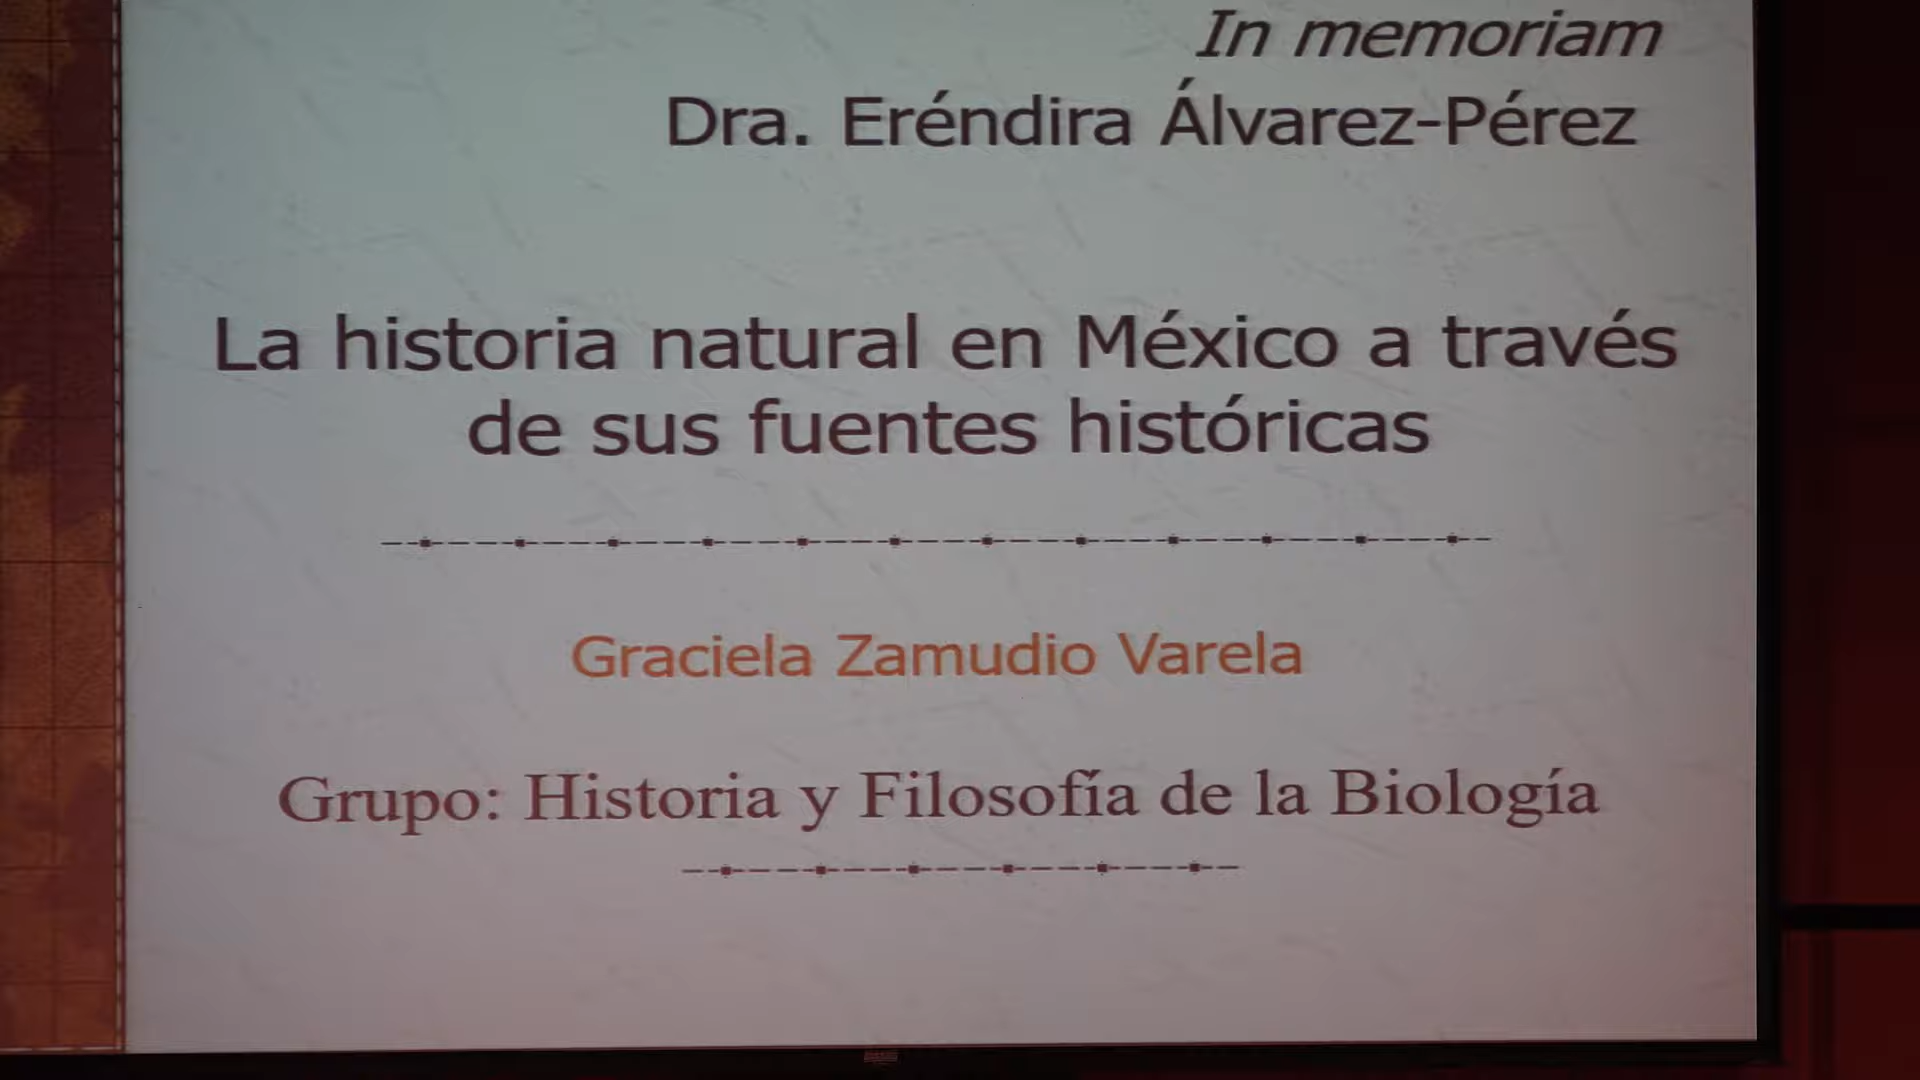 In memoriam
Dra. Eréndira Álvarez-Pérez
La historia natural en México a través
de sus fuentes históricas
Graciela Zamudio Varela
Grupo: Historia y Filosofía de la Biología